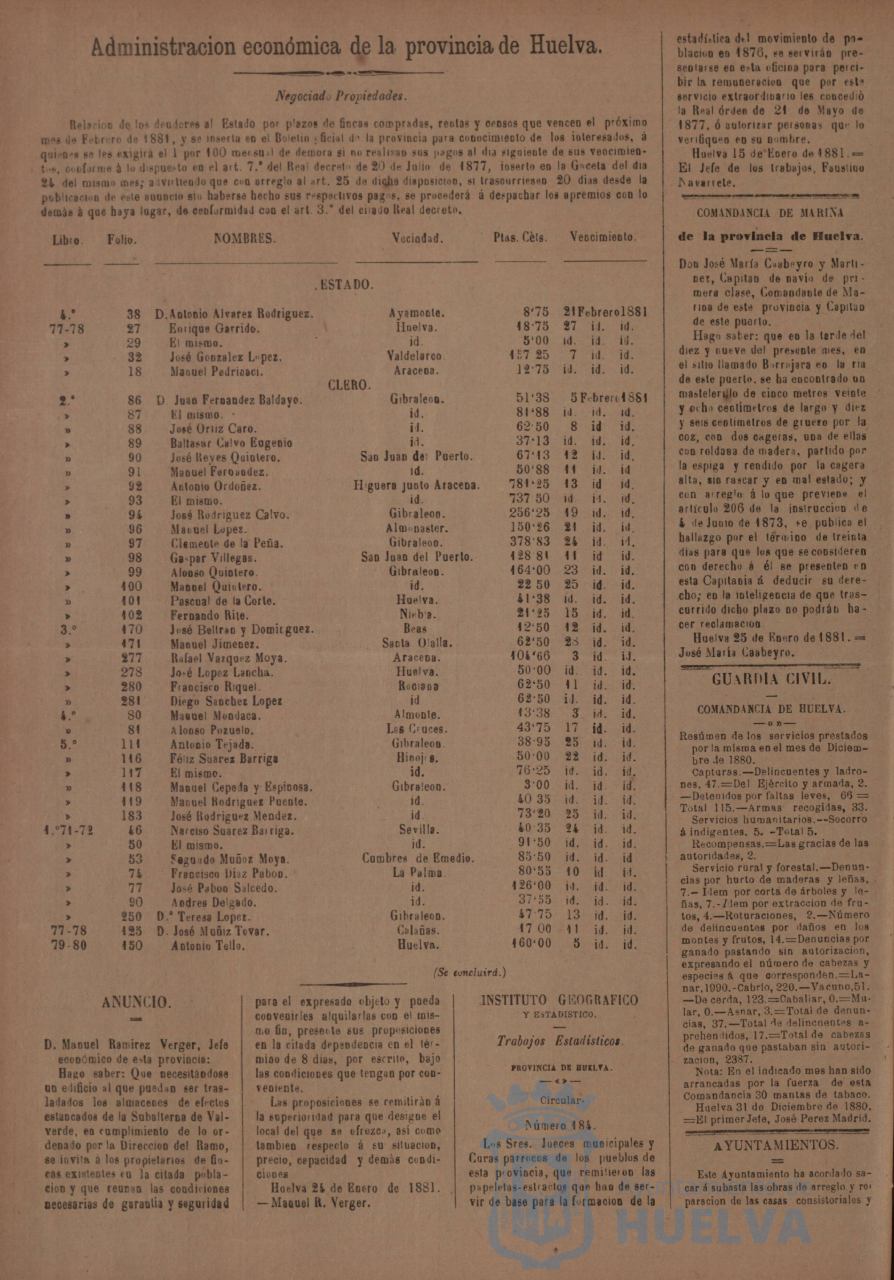 Administracion económica de la provincia de Huelva.
Negociado Propiedades.
Relacion de los deudores al Estado por plazos de fincas compradas, rentas y censos que vencen el próximo
mes de Febrero de 1881, y se inserta en el Boletin oficial de la provincia para conocimiento de los interesados, á
quienes se les exigirá el 1 por 100 mensual de demora si no realizan sus pagos al dia siguiente de sus vencimien-
tos, conforme á lo dispuesto en el art. 7.º del Real decreto de 20 de Julio de 1877, inserto en la Gaceta del dia
24 del mismo mes; advirtiendo que con arreglo al art. 25 de dicha disposicion, si trascurriesen 20 dias desde la
publicacion de este anuncio sin haberse hecho sus respectivos pagos, se procederá á despachar los apremios con lo
demás á que haya lugar, de conformidad con el art. 3.º del citado Real decreto.
Libro. Folio. NOMBRES. Vecindad. Ptas. Cèts. Vencimiento.
ESTADO.
4.º 38 D. Antonio Alvarez Rodriguez. Ayamonte. 8'75 21 Febrero 1881
77-78 27 Enrique Garrido. Huelva. 18'75 27 id. id.
» 29 El mismo. id. 5'00 id. id. id.
» 32 José Gonzalez Lopez. Valdelarco. 157 25 7 id. id.
» 18 Manuel Pedrinaci. Aracena. 12'75 id. id. id.
CLERO.
2.º 86 D. Juan Fernandez Baldayo. Gibraleon. 51'38 5 Febrero 1881
» 87 El mismo. id. 81'88 id. id. id.
» 88 José Ortiz Caro. id. 62'50 8 id id.
» 89 Baltasar Calvo Eugenio id. 37'13 id. id. id.
» 90 José Reyes Quintero. San Juan del Puerto. 67'13 12 id. id.
» 91 Manuel Fernandez. id. 50'88 11 id. id
» 92 Antonio Ordoñez. Higuera junto Aracena. 781'25 13 id id.
» 93 El mismo. id. 737 50 id. id. id.
» 94 José Rodriguez Calvo. Gibraleon. 256'25 19 id. id.
» 96 Manuel Lopez. Almonaster. 150'26 21 id. id.
» 97 Clemente de la Peña. Gibraleon. 378'83 24 id. id.
» 98 Gaspar Villegas. San Juan del Puerto. 128 81 11 id id.
» 99 Alonso Quintero. Gibraleon. 164'00 23 id. id.
» 100 Manuel Quintero. id. 22 50 25 id. id.
» 101 Pascual de la Corte. Huelva. 41'38 id. id. id.
» 102 Fernando Rite. Niebla. 21'25 15 id. id.
3.º 170 José Beltran y Dominguez. Beas 12'50 12 id. id.
» 171 Manuel Jimenez. Santa Olalla. 62'50 id. id.
» 277 Rafael Vazquez Moya. Aracena. 104'66 3 id. id.
» 278 José Lopez Lancha. Huelva. 50'00 id. id. id.
» 280 Francisco Riquel. Rociana 62'50 11 id. id.
» 281 Diego Sanchez Lopez id 62'50 id. id. id.
4.º 80 Manuel Mondaca. Almonte. 13'38 3 id. id.
» 81 Alonso Pozuelo. Los Cruces. 43'75 17 id. id.
5.º 111 Antonio Tejada. Gibraleon. 38'95 25 id. id.
» 116 Féliz Suarez Barriga Hinojos. 50'00 22 id. id.
» 117 El mismo. id. 76'25 id. id. id.
» 118 Manuel Cepeda y Espinosa. Gibraleon. 3'00 id. id. id.
» 119 Manuel Rodriguez Puente. id. 40 35 id. id. id.
» 183 José Rodriguez Mendez. id. 73'20 25 id. id.
1.º71-72 46 Narciso Suarez Barriga. Sevilla. 40'35 24 id. id.
» 50 El mismo. id. 91'50 id. id. id.
» 53 Segundo Muñoz Moya. Cumbres de Enmedio. 85'50 id. id. id
» 74 Francisco Diaz Pabon. La Palma. 80'55 10 id id.
» 77 José Pabon Salcedo. id. 126'00 id. id. id.
» 90 Andres Delgado. id. 37'55 id. id. id.
» 250 D.ª Teresa Lopez. Gibraleon. 47'75 13 id. id.
77-78 125 D. José Muñiz Tovar. Calañas. 17 00 11 id. id.
79-80 150 Antonio Tello. Huelva. 160'00 5 id. id.
(Se concluirá.)
ANUNCIO.
D. Manuel Ramirez Verger, Jefe
económico de esta provincia:
Hago saber: Que necesitándose
un edificio al que puedan ser tras-
ladados los almacenes de efectos
estancados de la Subalterna de Val-
verde, en cumplimiento de lo or-
denado por la Direccion del Ramo,
se invita á los propietarios de fin-
cas existentes en la citada pobla-
cion y que reunan las condiciones
necesarias de garantía y seguridad
para el expresado objeto y pueda
convenirles alquilarlas con el mis-
mo fin, presente sus proposiciones
en la citada dependencia en el tér-
mino de 8 dias, por escrito, bajo
las condiciones que tengan por con-
veniente.
Las proposiciones se remitirán á
la superioridad para que designe el
local del que se ofrezca, asi como
tambien respecto á su situacion,
precio, capacidad y demás condi-
ciones
Huelva 24 de Enero de 1881.
— Manuel R. Verger.
INSTITUTO GEOGRAFICO
Y ESTADISTICO.
Trabajos Estadísticos.
PROVINCIA DE HUELVA.
Circular.
Número 184.
Los Sres. Jueces municipales y
Curas parrocos de los pueblos de
esta provincia, que remitieron las
papeletas-estractos que han de ser-
vir de base para la formacion de la
estadística del movimiento de po-
blacion en 1876, se servirán pre-
sentarse en esta oficina para perci-
bir la remuneracion que por este
servicio extraordinario les concedió
la Real órden de 21 de Mayo de
1877, ó autorizar personas que lo
verifiquen en su nombre.
Huelva 15 de Enero de 1881.=
El Jefe de los trabajos, Faustino
Navarrete.
COMANDANCIA DE MARINA
de la provincia de Huelva.
Don José María Caabeyro y Marti-
nez, Capitan de navio de pri-
mera clase, Comandante de Ma-
rina de este provincia y Capitan
de este puerto.
Hago saber: que en la tarde del
diez y nueve del presente mes, en
el sitio llamado Borrejara en la ria
de este puerto, se ha encontrado un
mastelerillo de cinco metros veinte
y ocho centimetros de largo y diez
y seis centimetros de grueso por la
coz, con dos cageras, una de ellas
con roldana de madera, partido por
la espiga y rendido por la cagera
alta, sin rascar y en mal estado; y
con arreglo á lo que previene el
artículo 206 de la instruccion de
4 de Junio de 1873, se publica el
hallazgo por el término de treinta
dias para que los que se consideren
con derecho á él se presenten en
esta Capitania á deducir su dere-
cho; en la inteligencia de que tras-
currido dicho plazo no podrán ha-
cer reclamacion.
Huelva 25 de Enero de 1881.=
José María Caabeyro.
GUARDIA CIVIL.
COMANDANCIA DE HUELVA.
Resúmen de los servicios prestados
por la misma en el mes de Diciem-
bre de 1880.
Capturas.—Delincuentes y ladro-
nes, 47.=Del Ejército y armada, 2.
—Detenidos por faltas leves, 66=
Total 115.—Armas recogidas, 33.
Servicios humanitarios.--Socorro
á indigentes, 5. -Total 5.
Recompensas.=Las gracias de las
autoridades, 2.
Servicio rural y forestal.—Denun-
cias por hurto de maderas y leñas,
7.—Idem por corta de árboles y le-
ñas, 7.-Idem por extraccion de fru-
tos, 4.—Roturaciones, 2.—Número
de delincuentes por daños en los
montes y frutos, 14.=Denuncias por
ganado pastando sin autorizacion,
expresando el número de cabezas y
especies á que corresponden.=La-
nar, 1990.-Cabrío, 220.—Vacuno, 51.
—De cerda, 123.=Caballar, 0.=Mu-
lar, 0.—Asnar, 3.=Total de denun-
cias, 37.—Total de delincuentes a-
prehendidos, 17.=Total de cabezas
de ganado que pastaban sin autori-
zacion, 2387.
Nota: En el indicado mes han sido
arrancadas por la fuerza de esta
Comandancia 30 mantas de tabaco.
Huelva 31 de Diciembre de 1880.
=El primer Jefe, José Perez Madrid.
AYUNTAMIENTOS.
Este Ayuntamiento ha acordado sa-
car á subasta las obras de arreglo y re-
paracion de las casas consistoriales y
HUELVA